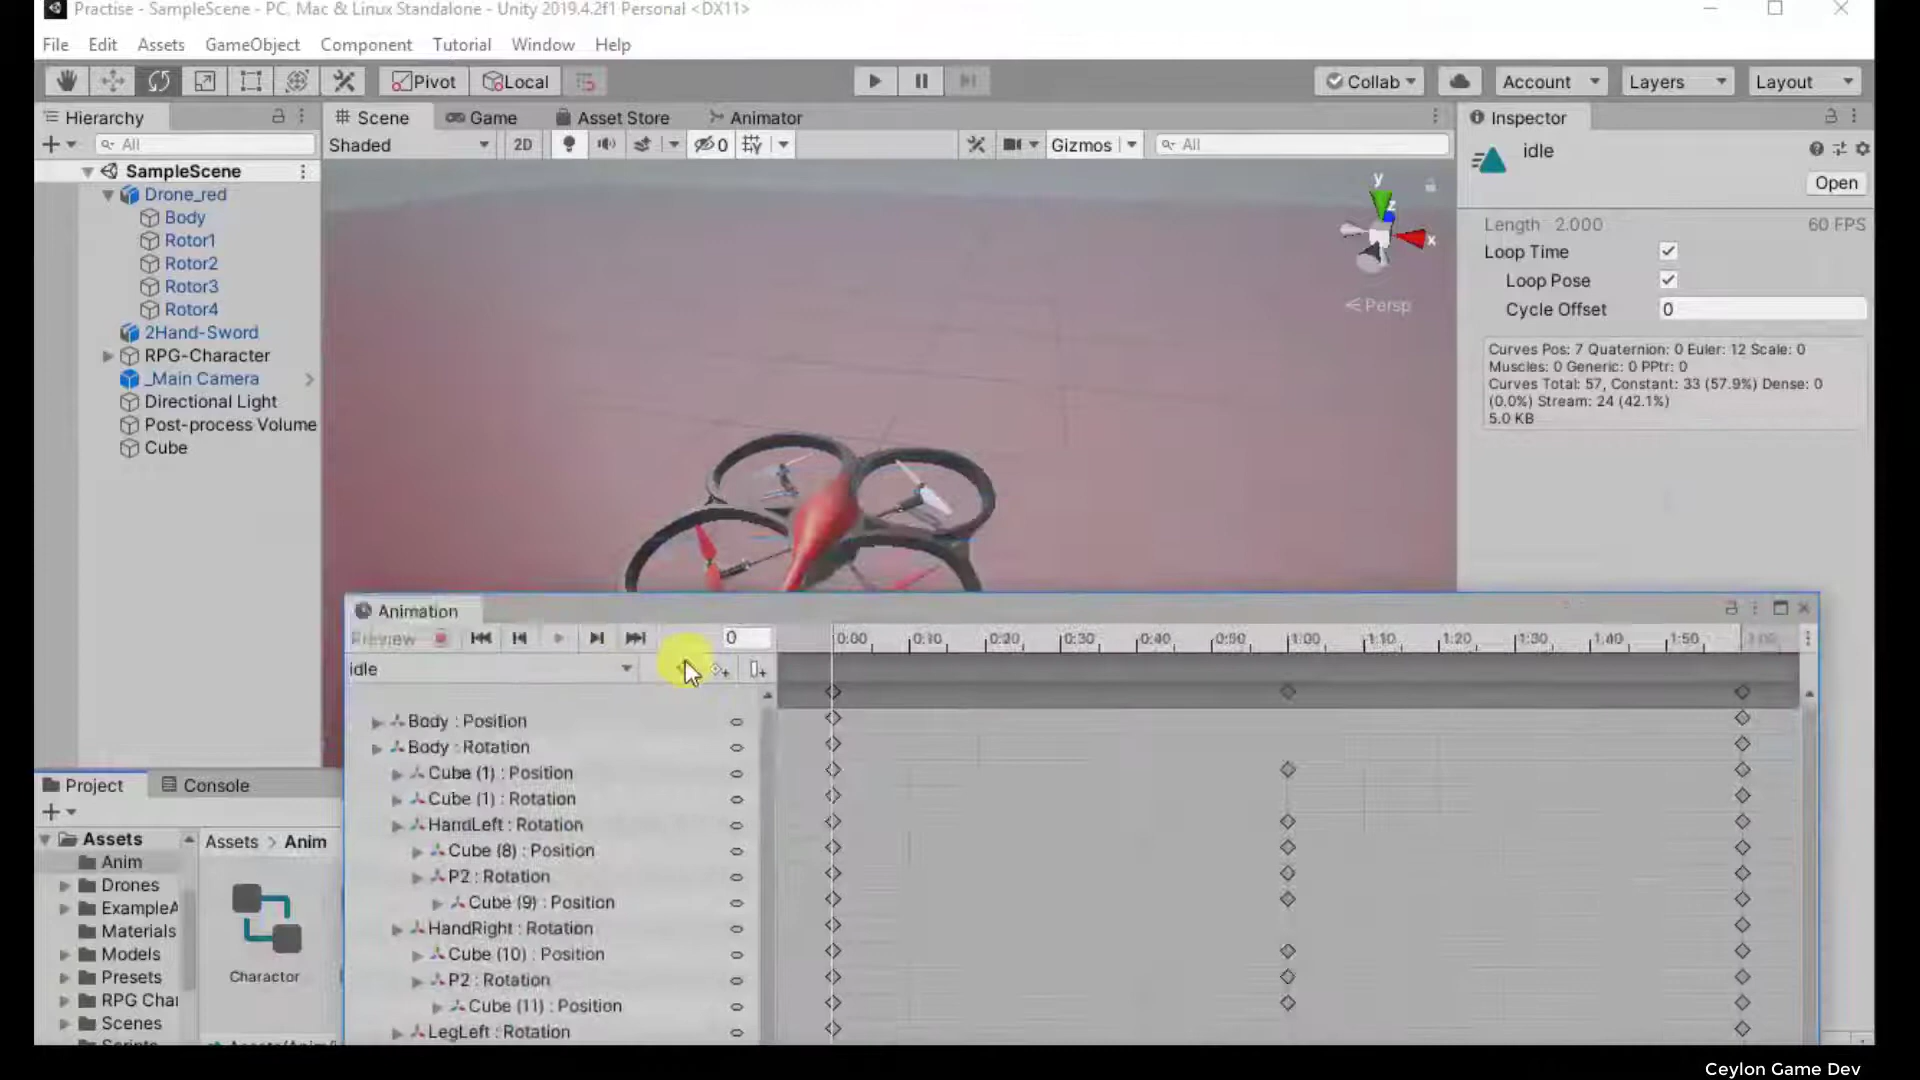 Practise - SampleScene - PC, Mac & Linux Standalone - Unity 2019.4.2f1 Personal <DX11>
File Edit Assets GameObject Component Tutorial Window Help
Pivot Local Collab Account Layers Layout
Hierarchy
All
SampleScene
Drone_red
Body
Rotor1
Rotor2
Rotor3
Rotor4
2Hand-Sword
RPG-Character
_Main Camera
Directional Light
Post-process Volume
Cube
Scene Game Asset Store Animator
Shaded 2D 0 Gizmos All
y
z
x
Persp
Inspector
idle
Open
Length 2.000 60 FPS
Loop Time
Loop Pose
Cycle Offset 0
Curves Pos: 7 Quaternion: 0 Euler: 12 Scale: 0
Muscles: 0 Generic: 0 PPtr: 0
Curves Total: 57, Constant: 33 (57.9%) Dense: 0
(0.0%) Stream: 24 (42.1%)
5.0 KB
Animation
Preview 0 0:00 0:10 0:20 0:30 0:40 0:50 1:00 1:10 1:20 1:30 1:40 1:50 2:00
idle
Body : Position
Body : Rotation
Cube (1) : Position
Cube (1) : Rotation
HandLeft : Rotation
Cube (8) : Position
P2 : Rotation
Cube (9) : Position
HandRight : Rotation
Cube (10) : Position
P2 : Rotation
Cube (11) : Position
LegLeft : Rotation
Project Console
Assets
Anim
Drones
ExampleA
Materials
Models
Presets
RPG Cha
Scenes
Assets > Anim
Charactor
Ceylon Game Dev